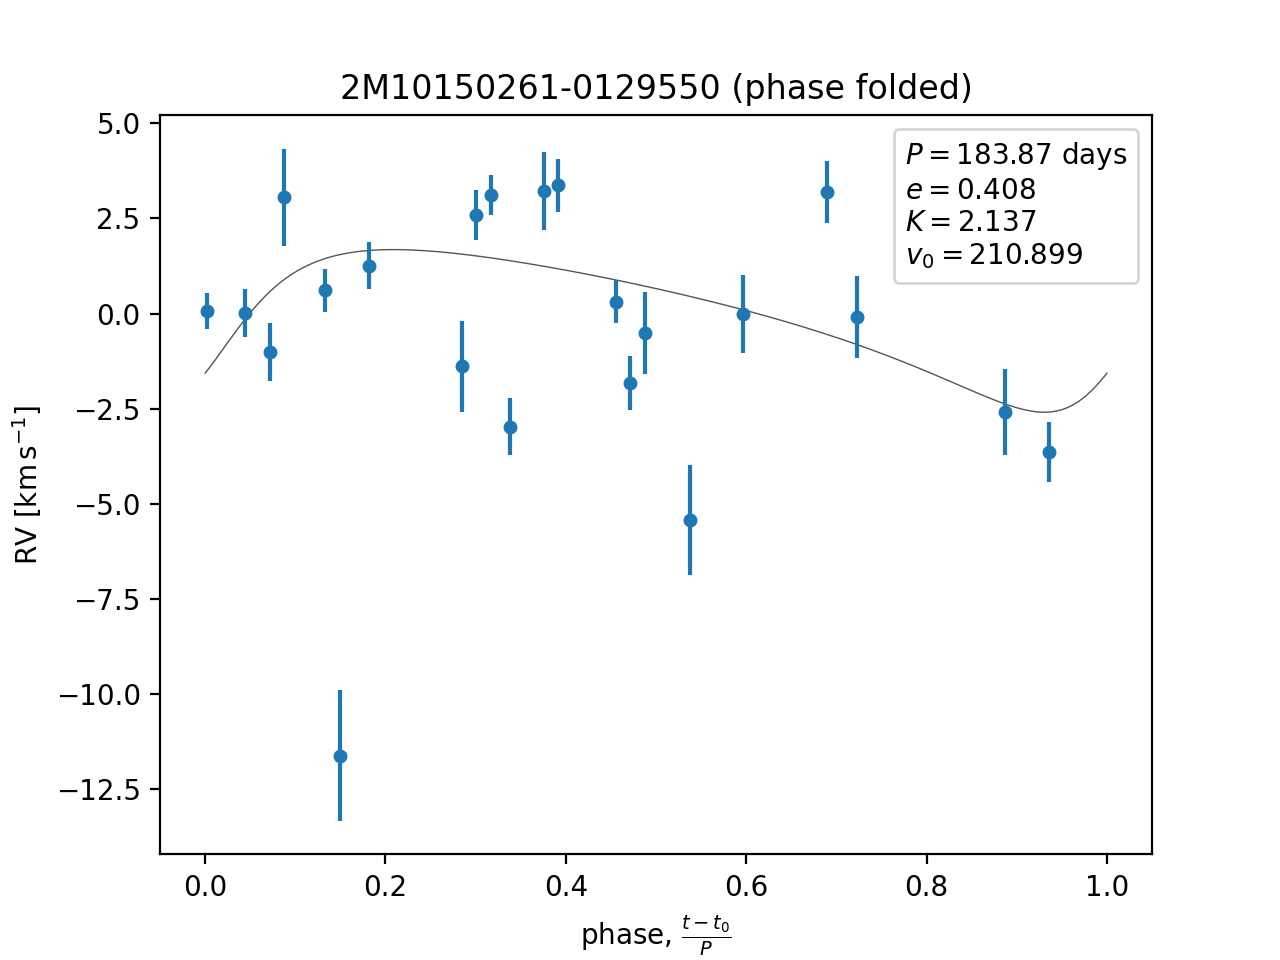 2M10150261-0129550 (phase folded)
P = 183.87 days
e = 0.408
K = 2.137
v₀ = 210.899
5.0
2.5
0.0
−2.5
−5.0
−7.5
−10.0
−12.5
RV [km s⁻¹]
0.0 0.2 0.4 0.6 0.8 1.0
phase, (t − t₀)/P